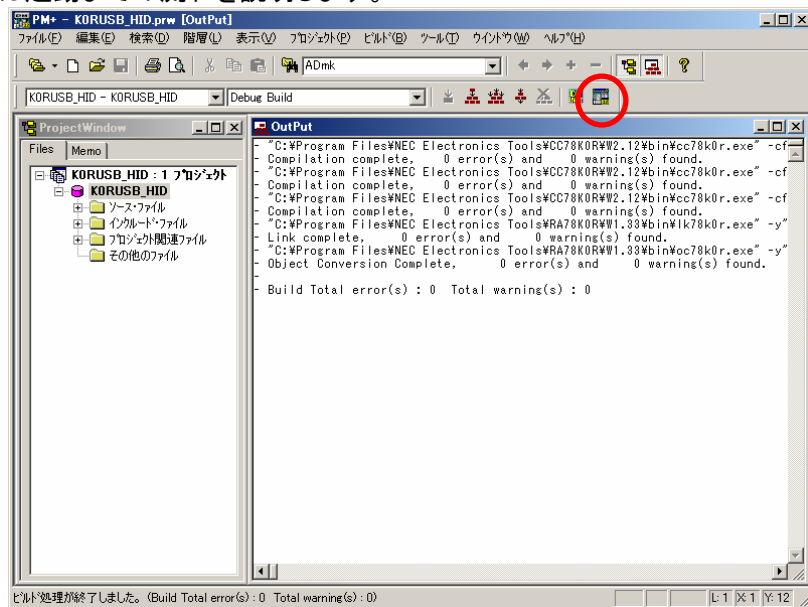 PM+ - K0RUSB_HID.prw [OutPut]
ファイル(F) 編集(E) 検索(D) 階層(L) 表示(V) プロジェクト(P) ビルド(B) ツール(T) ウインドウ(W) ヘルプ(H)
ADmk
K0RUSB_HID - K0RUSB_HID Debug Build
ProjectWindow
Files Memo
K0RUSB_HID : 1 プロジェクト
K0RUSB_HID
ソース・ファイル
インクルード・ファイル
プロジェクト関連ファイル
その他のファイル
OutPut
- "C:¥Program Files¥NEC Electronics Tools¥CC78K0R¥W2.12¥bin¥cc78k0r.exe" -cf
- Compilation complete, 0 error(s) and 0 warning(s) found.
- "C:¥Program Files¥NEC Electronics Tools¥CC78K0R¥W2.12¥bin¥cc78k0r.exe" -cf
- Compilation complete, 0 error(s) and 0 warning(s) found.
- "C:¥Program Files¥NEC Electronics Tools¥CC78K0R¥W2.12¥bin¥cc78k0r.exe" -cf
- Compilation complete, 0 error(s) and 0 warning(s) found.
- "C:¥Program Files¥NEC Electronics Tools¥RA78K0R¥W1.33¥bin¥lk78k0r.exe" -y"
- Link complete, 0 error(s) and 0 warning(s) found.
- "C:¥Program Files¥NEC Electronics Tools¥RA78K0R¥W1.33¥bin¥oc78k0r.exe" -y"
- Object Conversion Complete, 0 error(s) and 0 warning(s) found.
-
- Build Total error(s) : 0 Total warning(s) : 0
ビルド処理が終了しました。(Build Total error(s) : 0 Total warning(s) : 0)
L: 1 X: 1 Y: 12